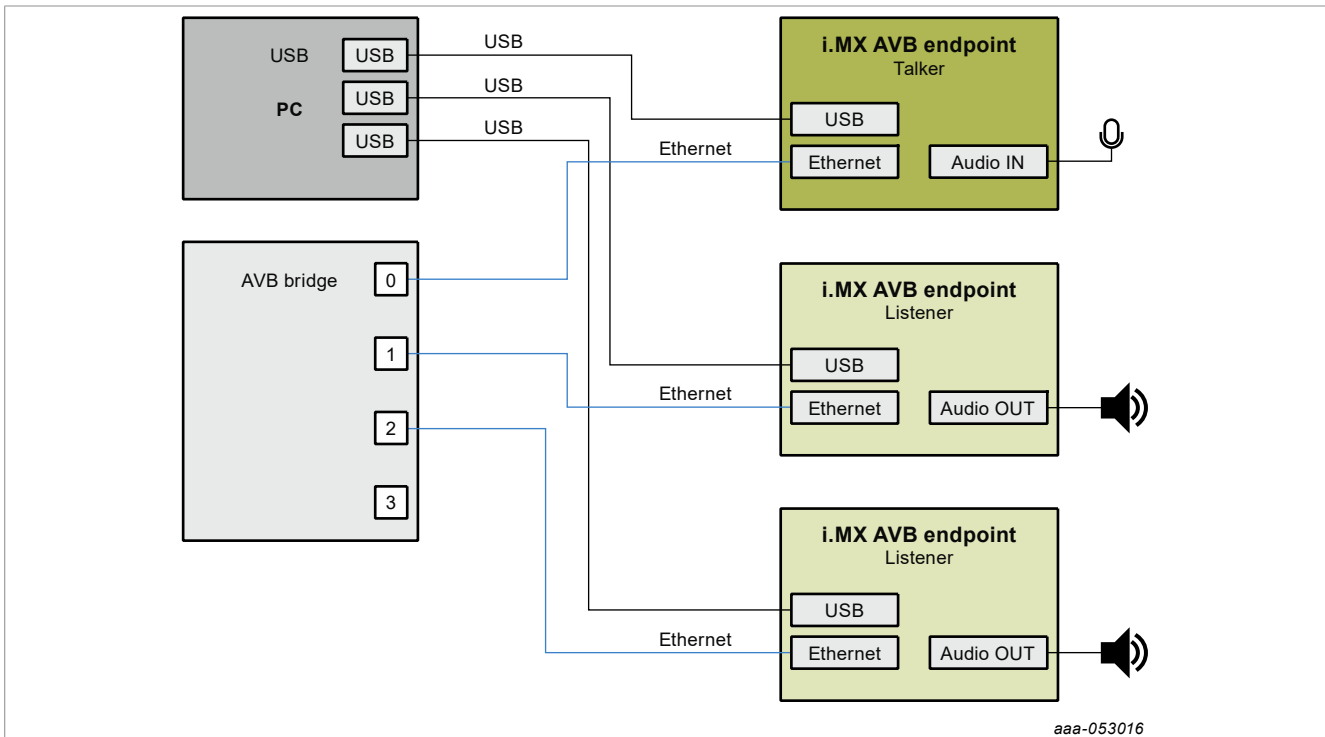 USB
PC
USB
USB
USB
USB
USB
USB
AVB bridge
0
1
2
3
Ethernet
Ethernet
Ethernet
i.MX AVB endpoint
Talker
USB
Ethernet
Audio IN
i.MX AVB endpoint
Listener
USB
Ethernet
Audio OUT
i.MX AVB endpoint
Listener
USB
Ethernet
Audio OUT
aaa-053016